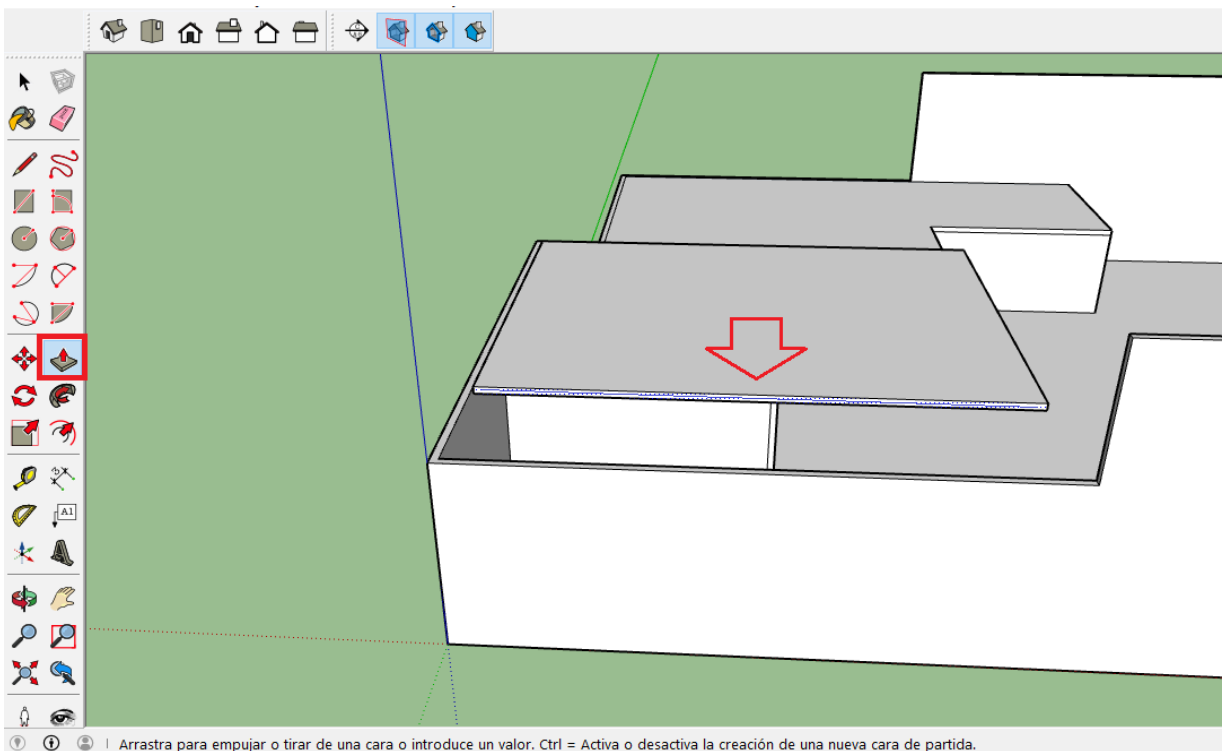 A1
Arrastra para empujar o tirar de una cara o introduce un valor. Ctrl = Activa o desactiva la creación de una nueva cara de partida.